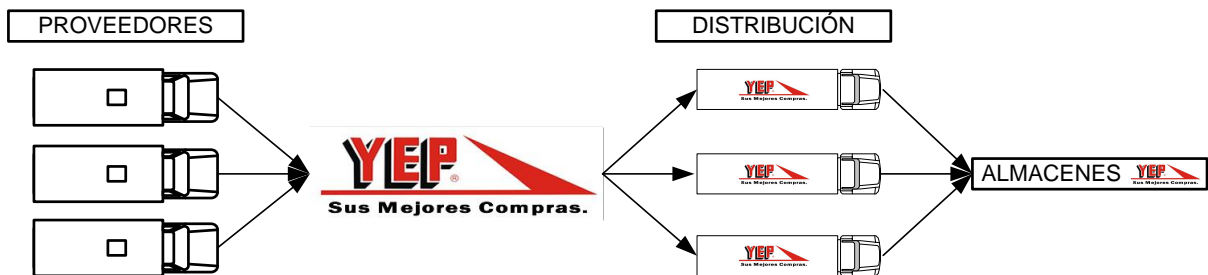 PROVEEDORES
DISTRIBUCIÓN
YEP
Sus Mejores Compras.
YEP®
Sus Mejores Compras.
YEP
Sus Mejores Compras.
YEP
Sus Mejores Compras.
ALMACENES YEP
Sus Mejores Compras.